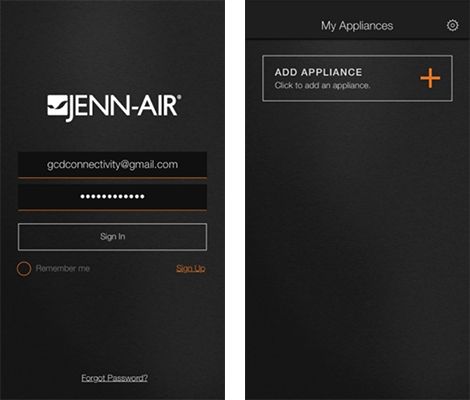 JENN-AIR®
gcdconnectivity@gmail.com
••••••••••••
Sign In
Remember me
Sign Up
Forgot Password?
My Appliances
ADD APPLIANCE
Click to add an appliance.